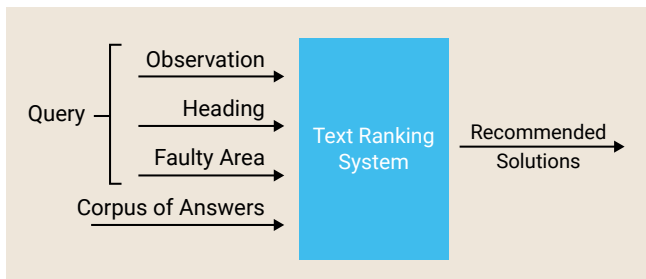 Observation
Heading
Query
Faulty Area
Corpus of Answers
Text Ranking
System
Recommended
Solutions